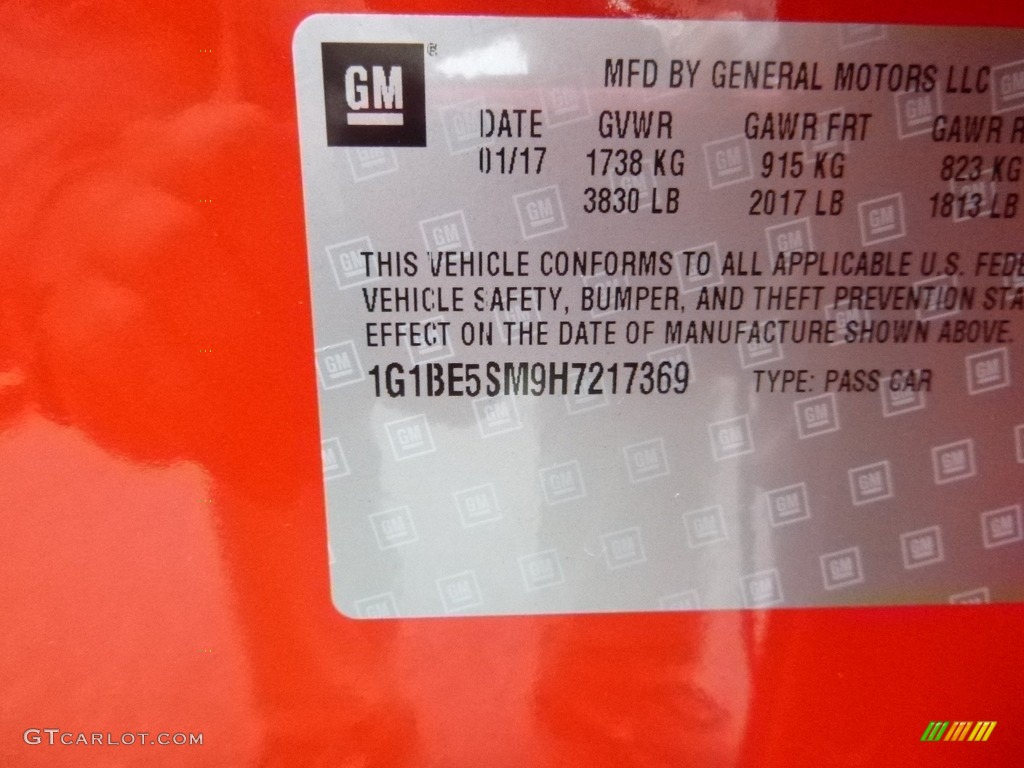 GM
MFD BY GENERAL MOTORS LLC
DATE GVWR GAWR FRT GAWR R
01/17 1738 KG 915 KG 823 KG
3830 LB 2017 LB 1813 LB
THIS VEHICLE CONFORMS TO ALL APPLICABLE U.S. FEDE
VEHICLE SAFETY, BUMPER, AND THEFT PREVENTION STA
EFFECT ON THE DATE OF MANUFACTURE SHOWN ABOVE.
1G1BE5SM9H7217369 TYPE: PASS CAR
GTCARLOT.COM